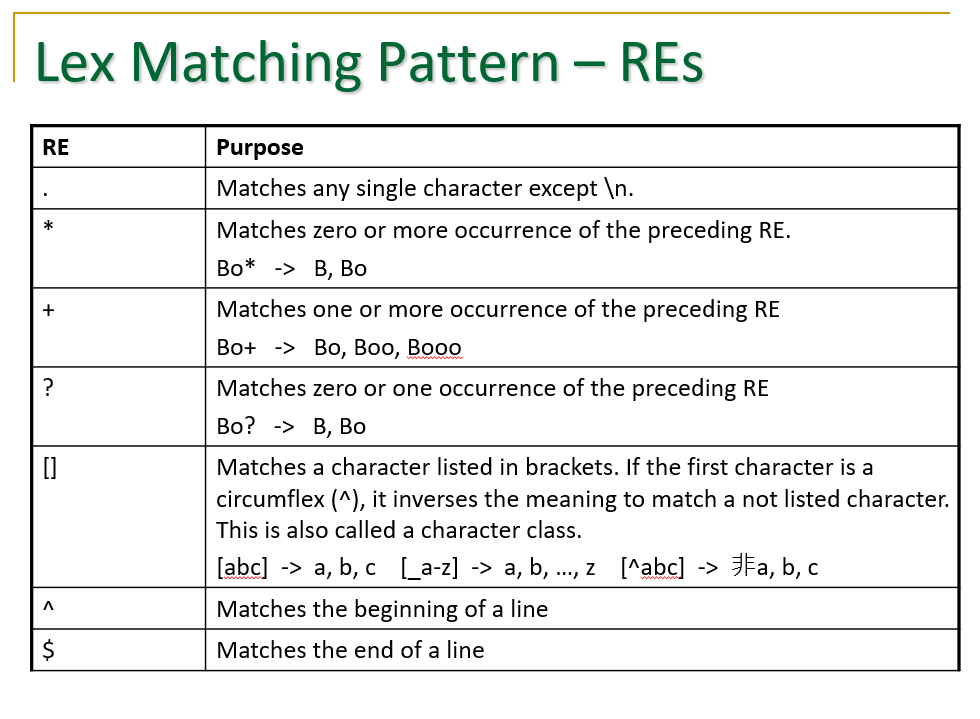 Lex Matching Pattern – REs
RE Purpose
. Matches any single character except \n.
* Matches zero or more occurrence of the preceding RE.
Bo* -> B, Bo
+ Matches one or more occurrence of the preceding RE
Bo+ -> Bo, Boo, Booo
? Matches zero or one occurrence of the preceding RE
Bo? -> B, Bo
[] Matches a character listed in brackets. If the first character is a
circumflex (^), it inverses the meaning to match a not listed character.
This is also called a character class.
[abc] -> a, b, c [_a-z] -> a, b, …, z [^abc] -> 非a, b, c
^ Matches the beginning of a line
$ Matches the end of a line